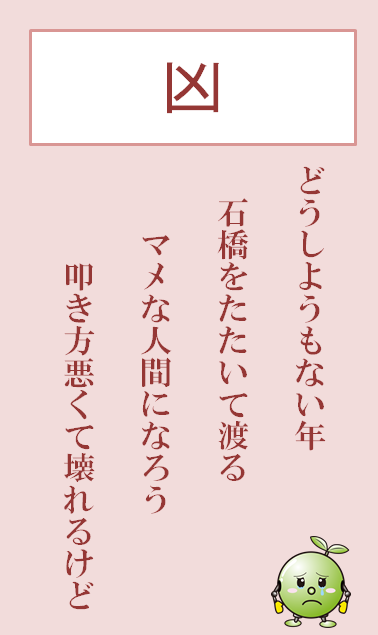 凶
どうしようもない年
石橋をたたいて渡る
マメな人間になろう
叩き方悪くて壊れるけど